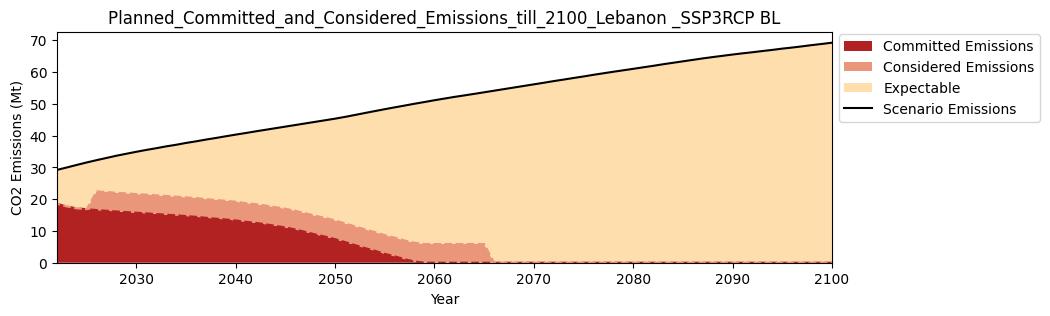 Planned_Committed_and_Considered_Emissions_till_2100_Lebanon _SSP3RCP BL
CO2 Emissions (Mt)
70
60
50
40
30
20
10
0
2030 2040 2050 2060 2070 2080 2090 2100
Year
Committed Emissions
Considered Emissions
Expectable
Scenario Emissions